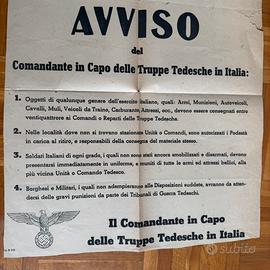 AVVISO
del
Comandante in Capo delle Truppe Tedesche in Italia:
1. Oggetti di qualunque genere dell'esercito italiano, quali: Armi, Munizioni, Autoveicoli,
Cavalli, Muli, Veicoli da Traino, Carburante Attrezzi, ecc., dovranno essere consegnati entro
ventiquattrore ai Comandi o Reparti delle Truppe Tedesche.
2. Nelle località dove non si trovano stazionate Unità o Comandi, sono autorizzati i Podestà
in carica al ritiro, e responsabili della consegna del materiale stesso.
3. Soldati Italiani di ogni grado, i quali non sono stati ancora smobilizzati e disarmati, devono
presentarsi immediatamente in uniforme, e muniti di tutte le armi ed attrezzi bellici, alla
più vicina Unità o Comando Tedesco.
4. Borghesi e Militari, i quali non adempieranno alle Disposizioni suddette, avranno da atten-
dersi delle gravi punizioni da parte dei Tribunali di Guerra Tedeschi.
Il Comandante in Capo
delle Truppe Tedesche in Italia
subito